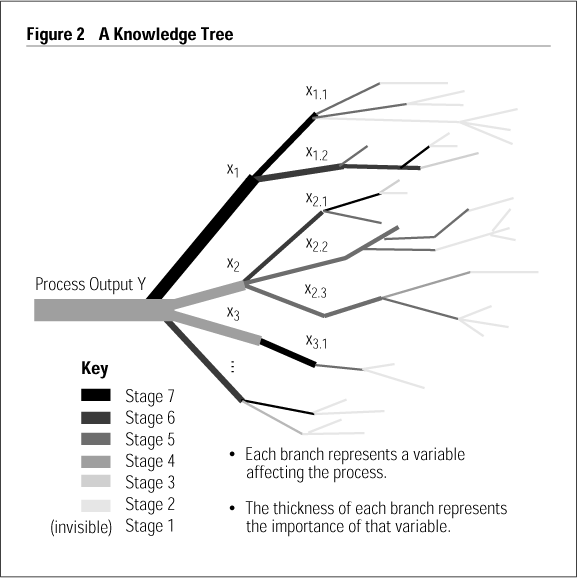 Figure 2 A Knowledge Tree
x1.1
x1.2
x1
x2.1
x2.2
x2
x2.3
Process Output Y
x3
x3.1
...
Key
Stage 7
Stage 6
Stage 5
Stage 4
Stage 3
Stage 2
(invisible) Stage 1
• Each branch represents a variable
affecting the process.
• The thickness of each branch represents
the importance of that variable.